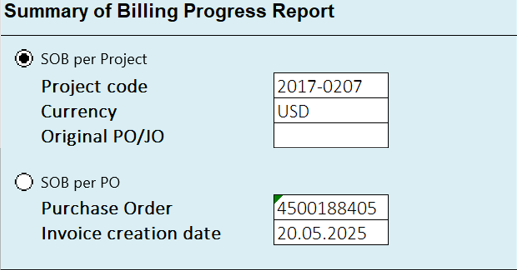 Summary of Billing Progress Report
SOB per Project
Project code 2017-0207
Currency USD
Original PO/JO
SOB per PO
Purchase Order 4500188405
Invoice creation date 20.05.2025